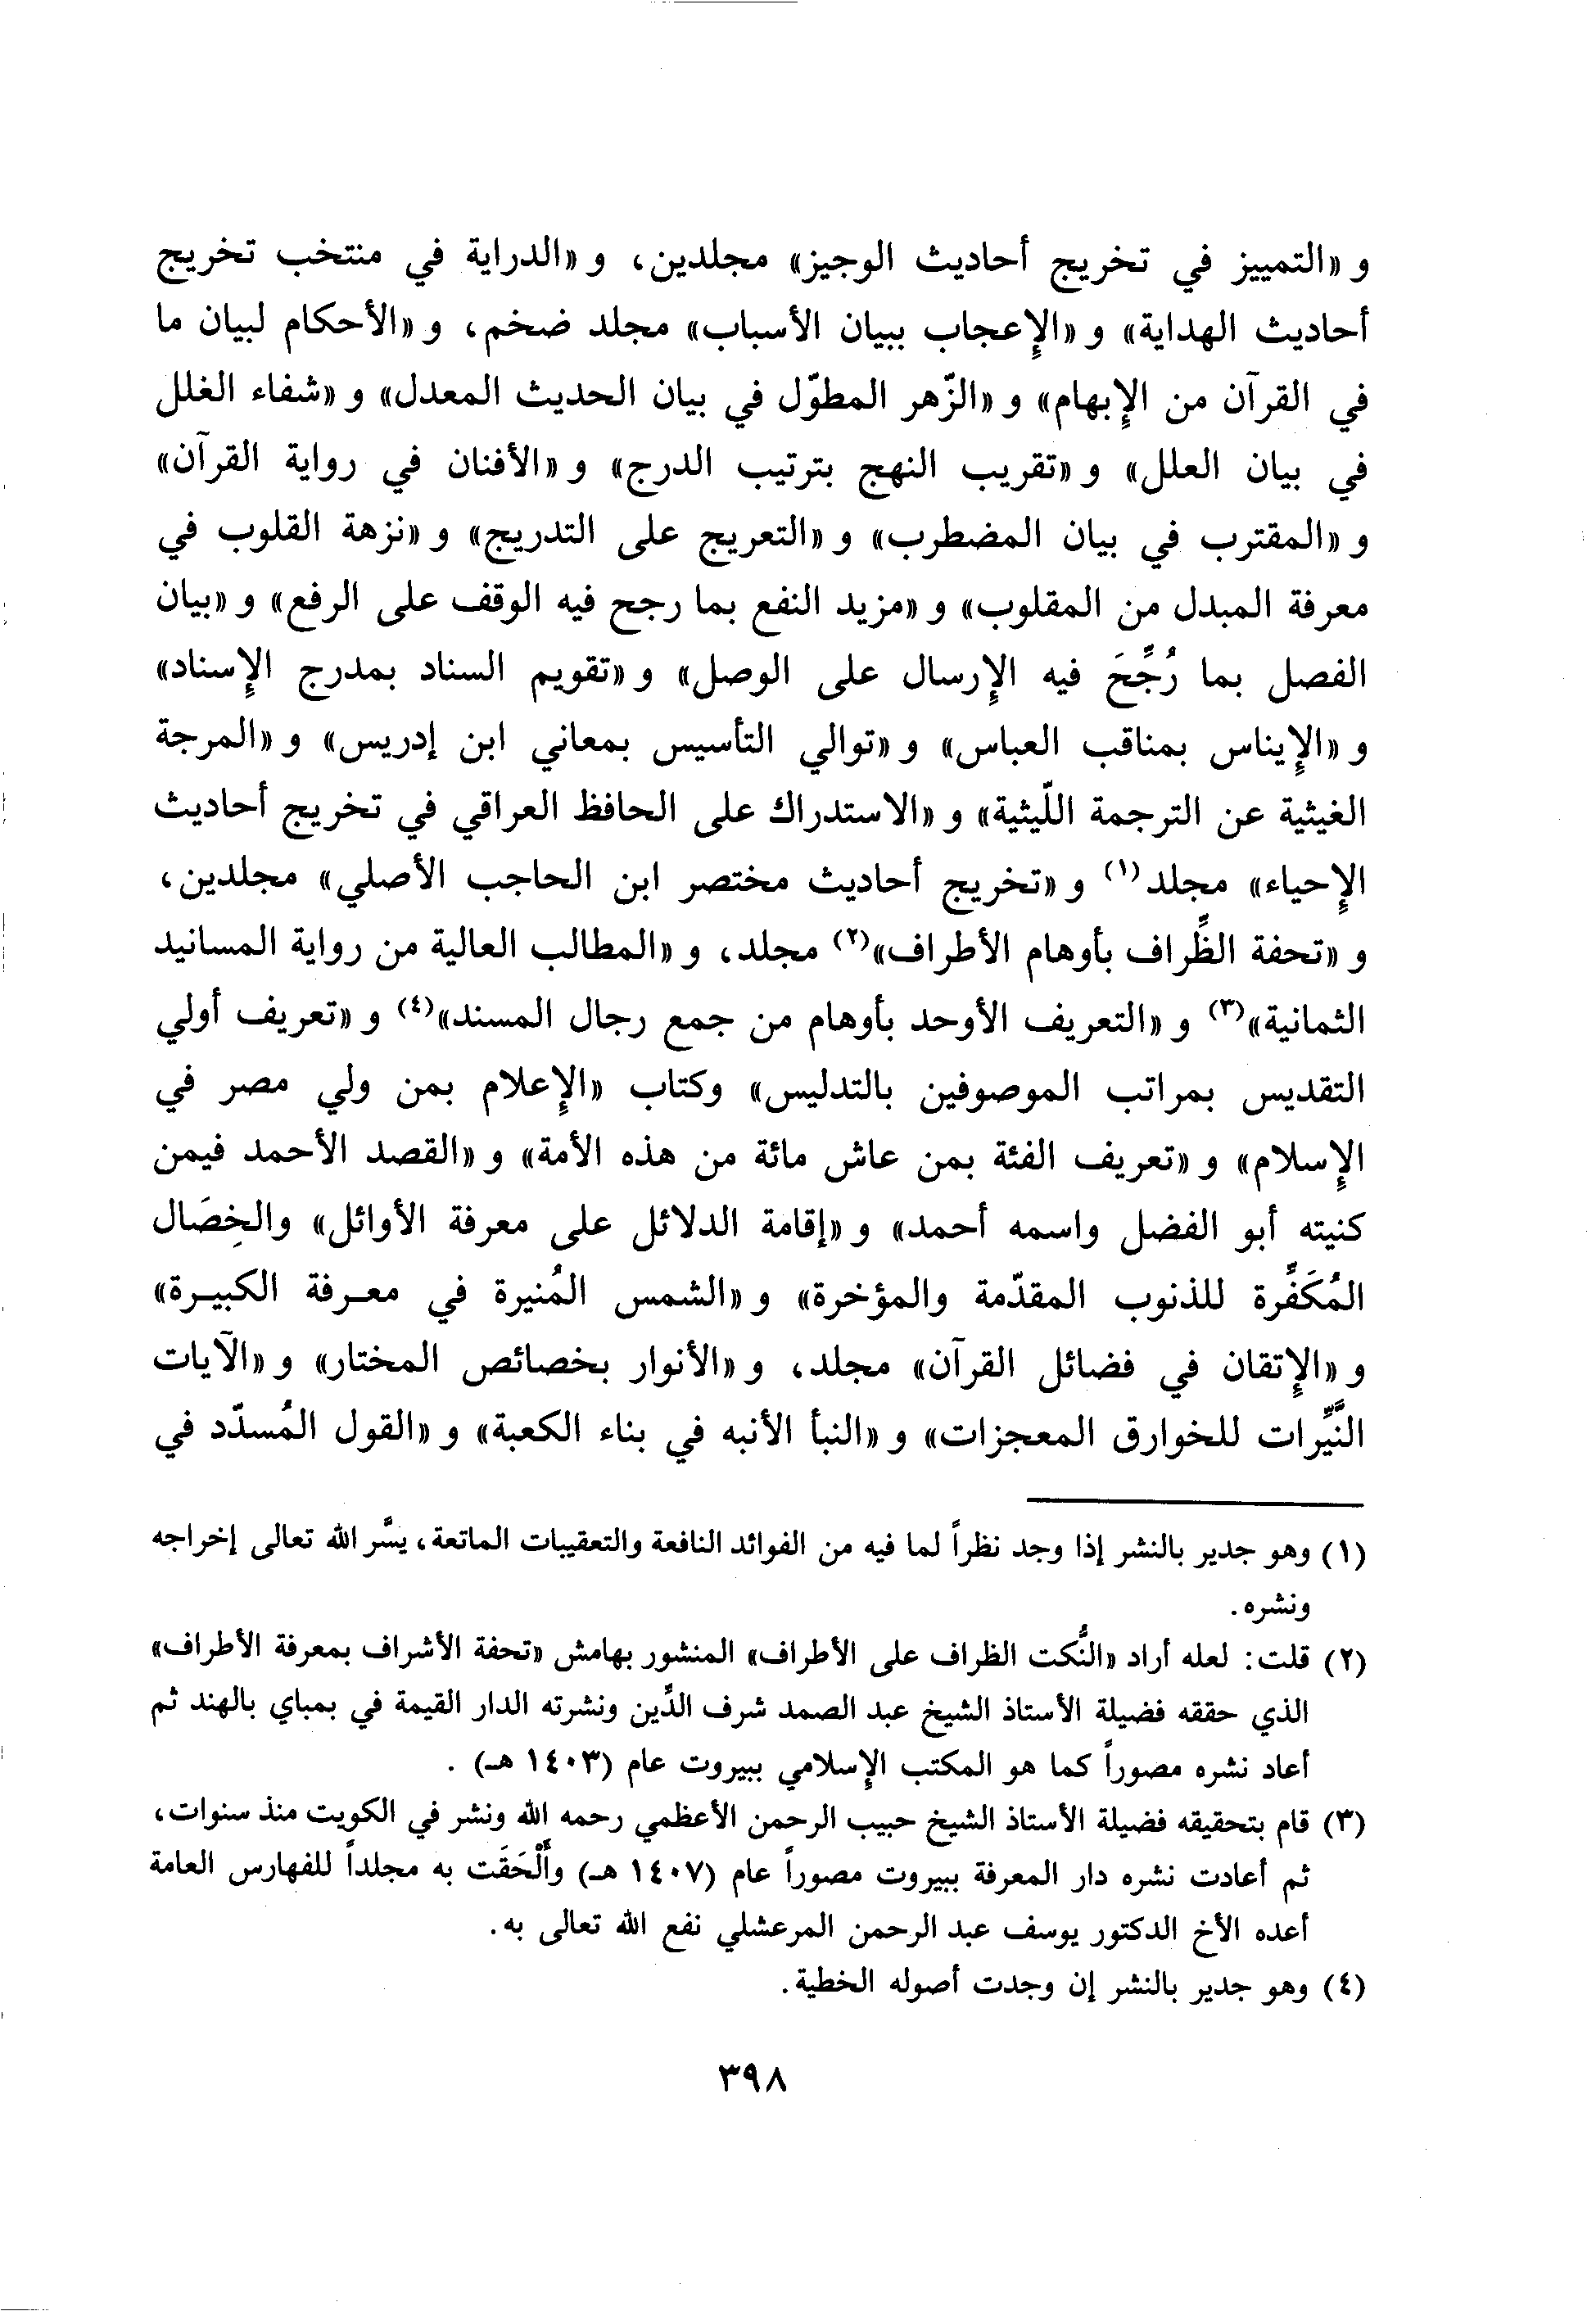 و «التمييز في تخريج أحاديث الوجيز» مجلدين، و «الدراية في منتخب تخريج
أحاديث الهداية» و «الإعجاب ببيان الأسباب» مجلد ضخم، و «الأحكام لبيان ما
في القرآن من الإبهام» و «الزّهر المطوّل في بيان الحديث المعدل» و «شفاء الغلل
في بيان العلل» و «تقريب النهج بترتيب الدرج» و «الأفنان في رواية القرآن»
و «المقترب في بيان المضطرب» و «التعريج على التدريج» و «نزهة القلوب في
معرفة المبدل من المقلوب» و «مزيد النفع بما رجح فيه الوقف على الرفع» و «بيان
الفصل بما رُجِّحَ فيه الإرسال على الوصل» و «تقويم السناد بمدرج الإسناد»
و «الإيناس بمناقب العباس» و «توالي التأسيس بمعاني ابن إدريس» و «المرجة
الغيثية عن الترجمة اللّيثية» و «الاستدراك على الحافظ العراقي في تخريج أحاديث
الإحياء» مجلد(١) و «تخريج أحاديث مختصر ابن الحاجب الأصلي» مجلدين،
و «تحفة الظِّراف بأوهام الأطراف»(٢) مجلد، و «المطالب العالية من رواية المسانيد
الثمانية»(٣) و «التعريف الأوحد بأوهام من جمع رجال المسند»(٤) و «تعريف أولي
التقديس بمراتب الموصوفين بالتدليس» وكتاب «الإعلام بمن ولي مصر في
الإسلام» و «تعريف الفئة بمن عاش مائة من هذه الأمة» و «القصد الأحمد فيمن
كنيته أبو الفضل واسمه أحمد» و «إقامة الدلائل على معرفة الأوائل» والخِصَال
المُكَفِّرة للذنوب المقدّمة والمؤخرة» و «الشمس المُنيرة في معـرفة الكبيـرة»
و «الإتقان في فضائل القرآن» مجلد، و «الأنوار بخصائص المختار» و «الآيات
النَّيِّرات للخوارق المعجزات» و «النبأ الأنبه في بناء الكعبة» و «القول المُسدّد في
(١) وهو جدير بالنشر إذا وجد نظراً لما فيه من الفوائد النافعة والتعقيبات الماتعة، يسَّر الله تعالى إخراجه
ونشره.
(٢) قلت: لعله أراد «النُّكت الظراف على الأطراف» المنشور بهامش «تحفة الأشراف بمعرفة الأطراف»
الذي حققه فضيلة الأستاذ الشيخ عبد الصمد شرف الدِّين ونشرته الدار القيمة في بمباي بالهند ثم
أعاد نشره مصوراً كما هو المكتب الإسلامي ببيروت عام (١٤٠٣ هـ) .
(٣) قام بتحقيقه فضيلة الأستاذ الشيخ حبيب الرحمن الأعظمي رحمه الله ونشر في الكويت منذ سنوات،
ثم أعادت نشره دار المعرفة ببيروت مصوراً عام (١٤٠٧ هـ) وأَلْحَقَت به مجلداً للفهارس العامة
أعده الأخ الدكتور يوسف عبد الرحمن المرعشلي نفع الله تعالى به.
(٤) وهو جدير بالنشر إن وجدت أصوله الخطية.
٣٩٨